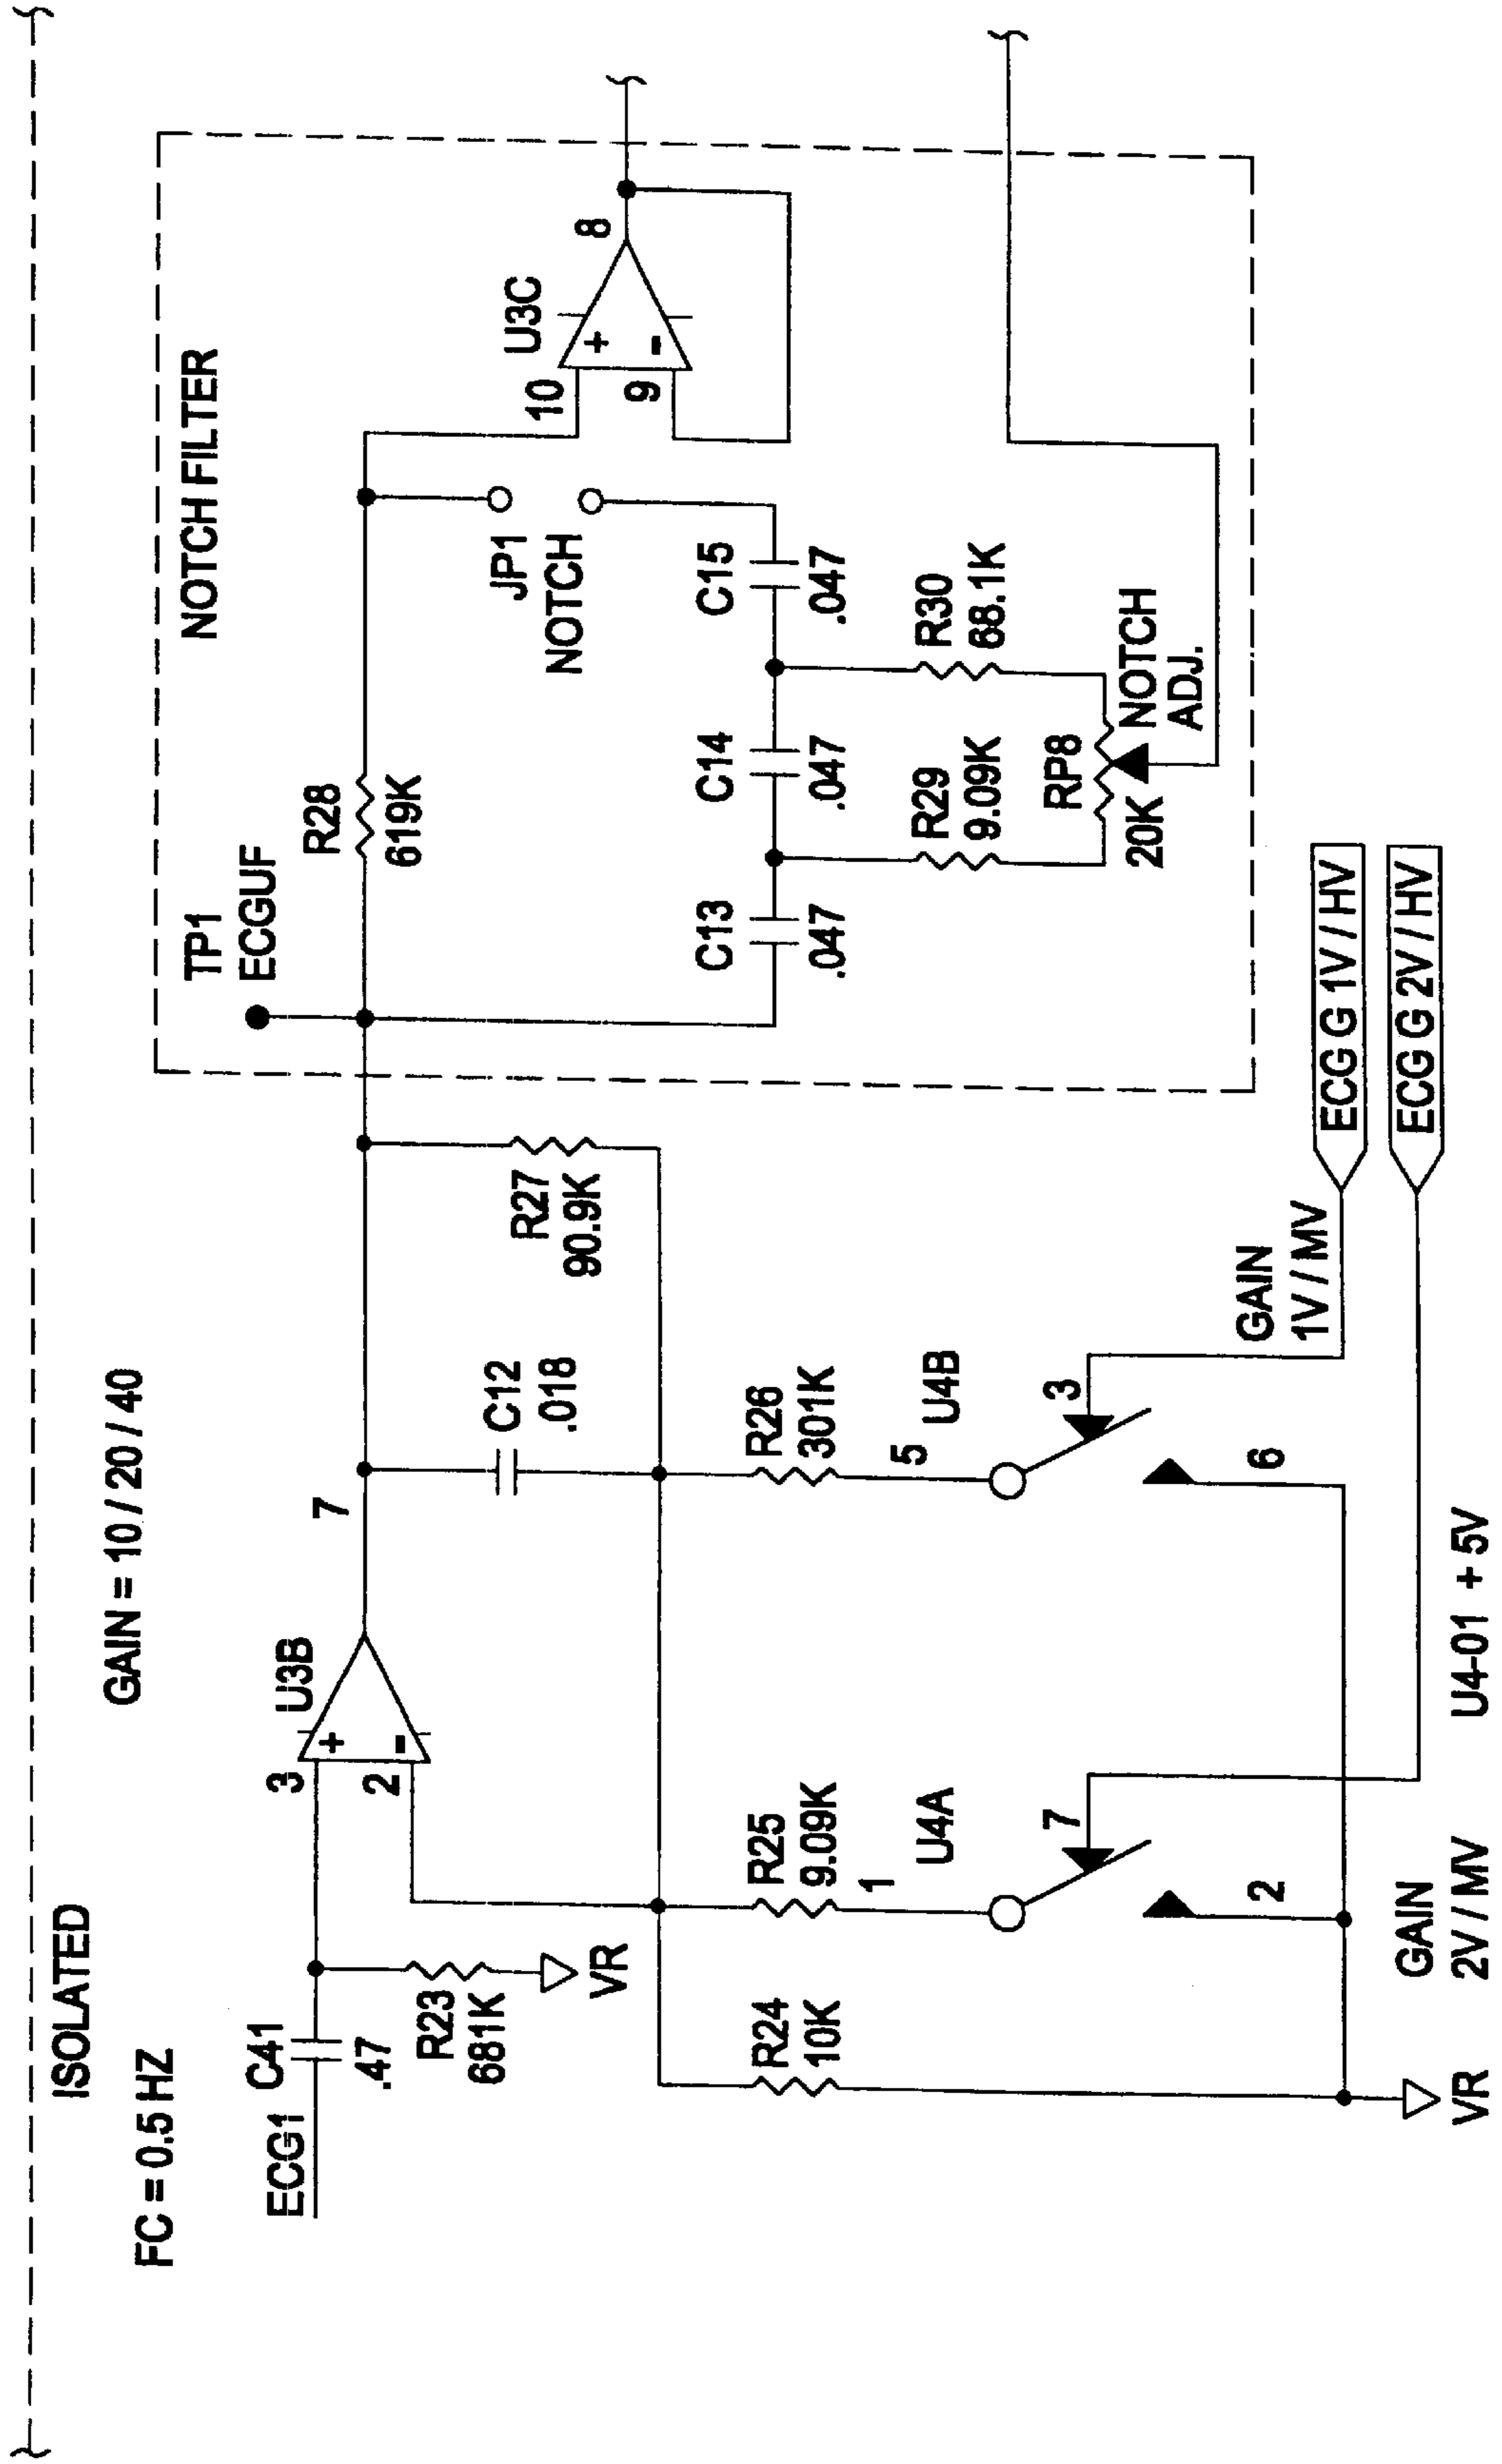 ISOLATED
GAIN = 10 / 20 / 40
FC = 0.5 HZ
NOTCH FILTER
TP1
ECGUF
ECG1
C41
.47
R23
681K
VR
3
2
U3B
7
C12
.018
R27
90.9K
R28
619K
JP1
NOTCH
10
9
U3C
8
+
-
+
-
C13
.047
C14
.047
C15
.047
R29
9.09K
R30
68.1K
RP8
20K
NOTCH
ADJ.
R24
10K
R25
9.09K
1
U4A
7
2
R26
301K
5
U4B
3
6
GAIN
1V / MV
ECG G 1V / HV
ECG G 2V / HV
VR
GAIN
2V / MV
U4-01 + 5V